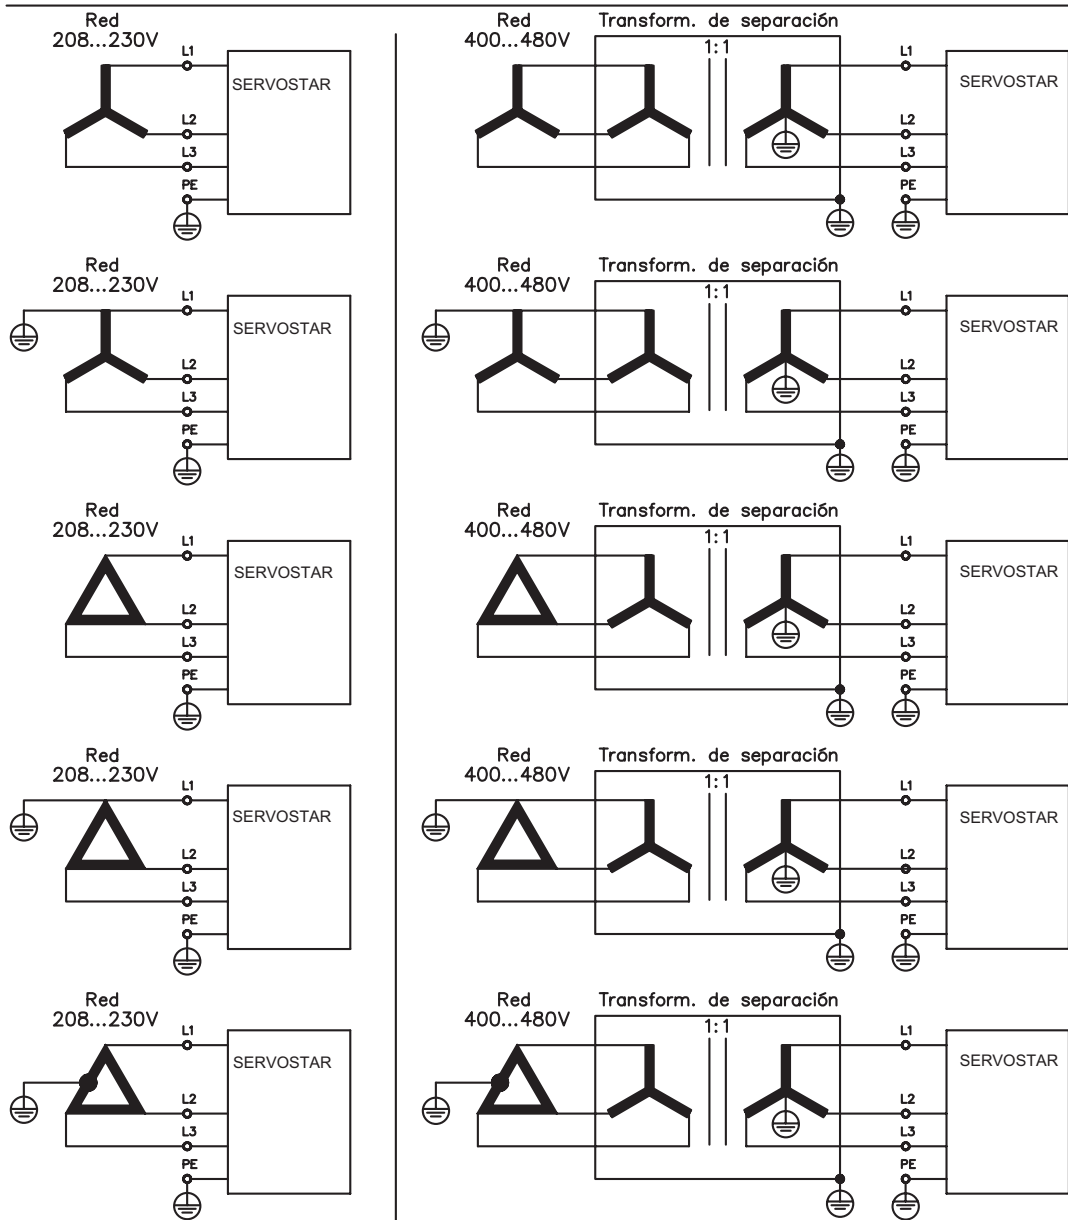 Red
208...230V
L1
SERVOSTAR
L2
L3
PE
Red
400...480V
Transform. de separación
1:1
L1
SERVOSTAR
L2
L3
PE
Red
208...230V
L1
SERVOSTAR
L2
L3
PE
Red
400...480V
Transform. de separación
1:1
L1
SERVOSTAR
L2
L3
PE
Red
208...230V
L1
SERVOSTAR
L2
L3
PE
Red
400...480V
Transform. de separación
1:1
L1
SERVOSTAR
L2
L3
PE
Red
208...230V
L1
SERVOSTAR
L2
L3
PE
Red
400...480V
Transform. de separación
1:1
L1
SERVOSTAR
L2
L3
PE
Red
208...230V
L1
SERVOSTAR
L2
L3
PE
Red
400...480V
Transform. de separación
1:1
L1
SERVOSTAR
L2
L3
PE